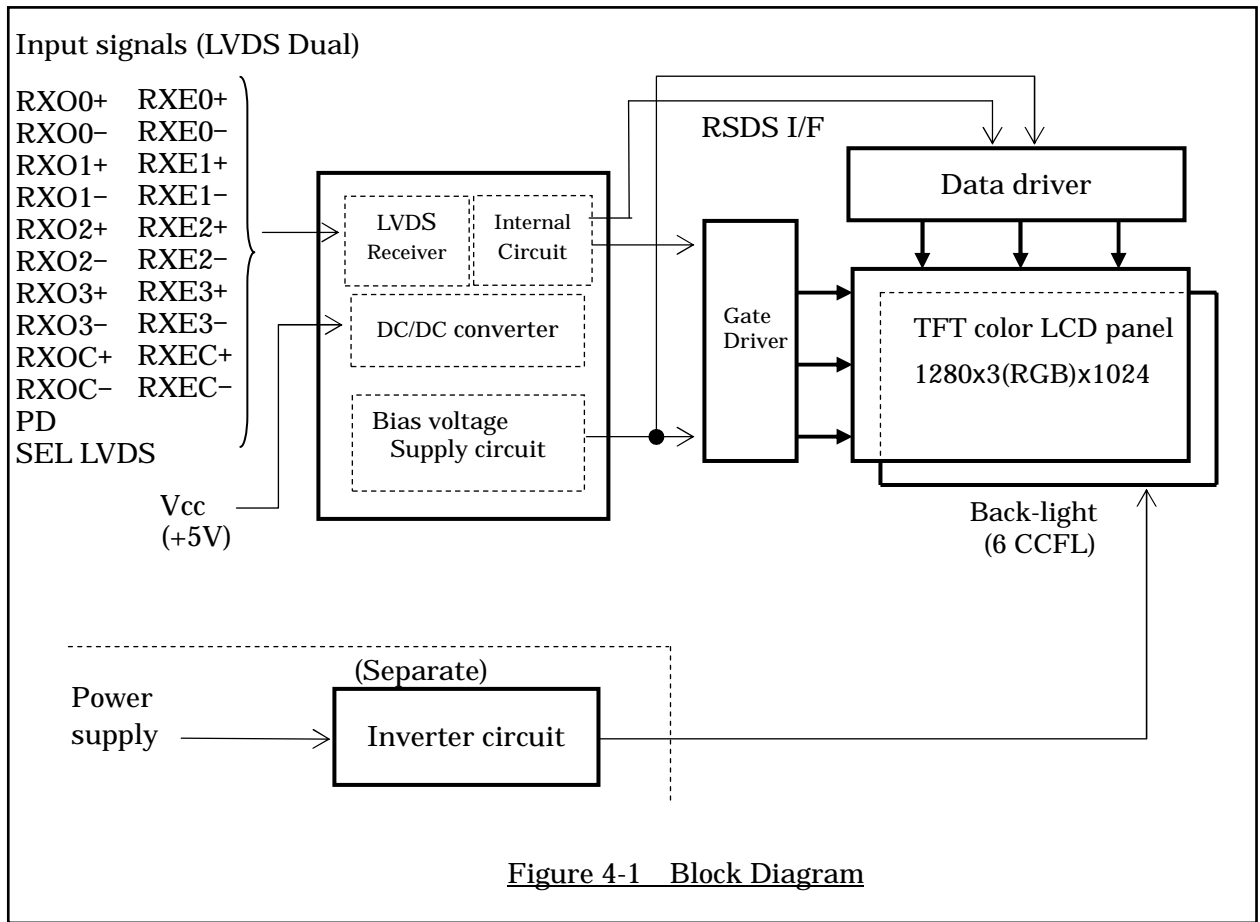 Input signals (LVDS Dual)
RXO0+ RXE0+
RXO0− RXE0−
RXO1+ RXE1+
RXO1− RXE1−
RXO2+ RXE2+
RXO2− RXE2−
RXO3+ RXE3+
RXO3− RXE3−
RXOC+ RXEC+
RXOC− RXEC−
PD
SEL LVDS
Vcc
(+5V)
LVDS
Receiver
Internal
Circuit
DC/DC converter
Bias voltage
Supply circuit
RSDS I/F
Data driver
Gate
Driver
TFT color LCD panel
1280x3(RGB)x1024
Back-light
(6 CCFL)
(Separate)
Power
supply
Inverter circuit
Figure 4-1 Block Diagram